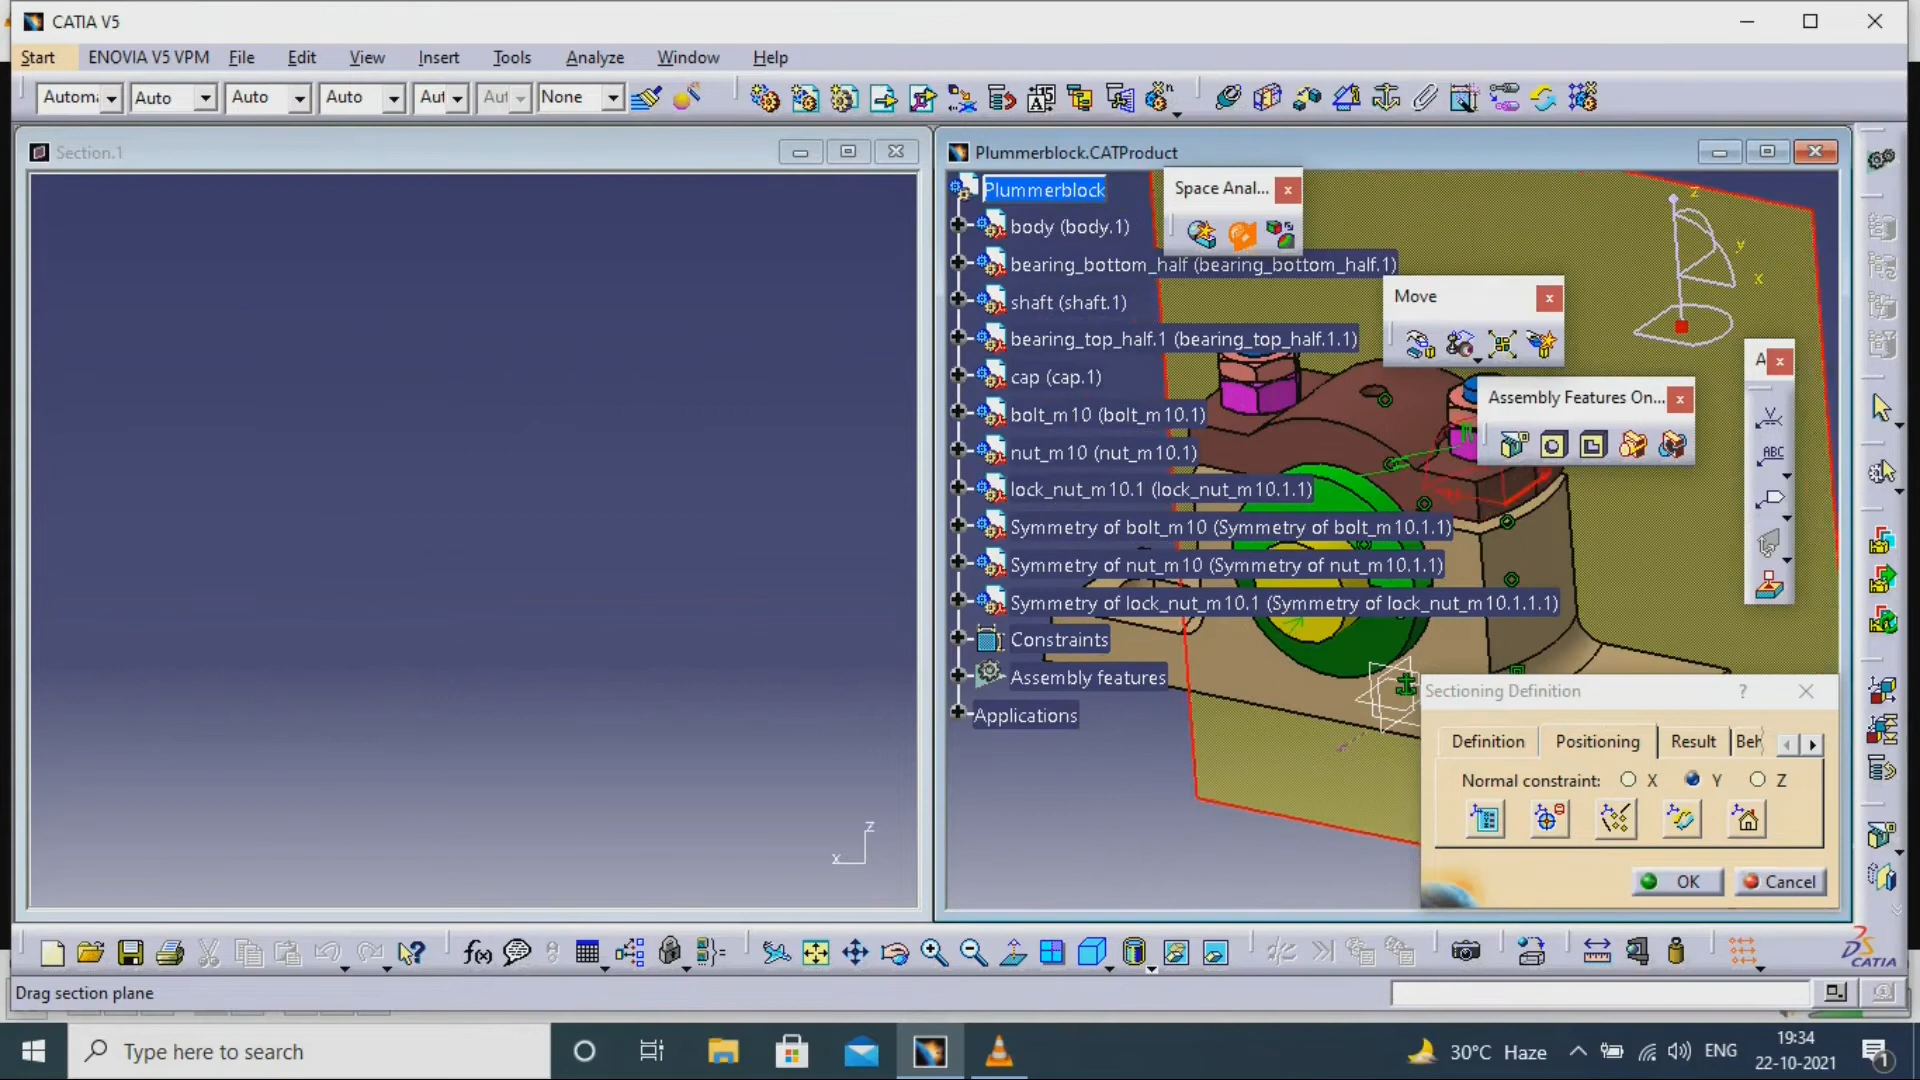 CATIA V5
Start ENOVIA V5 VPM File Edit View Insert Tools Analyze Window Help
Auto Auto Auto None
Section.1
Plummerblock.CATProduct
Plummerblock
Space Anal...
body (body.1)
bearing_bottom_half (bearing_bottom_half.1)
shaft (shaft.1)
Move
bearing_top_half.1 (bearing_top_half.1.1)
cap (cap.1)
Assembly Features On...
A
bolt_m10 (bolt_m10.1)
nut_m10 (nut_m10.1)
ABC
lock_nut_m10.1 (lock_nut_m10.1.1)
Symmetry of bolt_m10 (Symmetry of bolt_m10.1.1)
Symmetry of nut_m10 (Symmetry of nut_m10.1.1)
Symmetry of lock_nut_m10.1 (Symmetry of lock_nut_m10.1.1.1)
Constraints
Assembly features
Applications
z
y
x
Sectioning Definition ?
Definition Positioning Result
Normal constraint: X Y Z
OK Cancel
z
x
f(x)
CATIA
Drag section plane
Type here to search
30°C Haze
ENG
19:34
22-10-2021
1